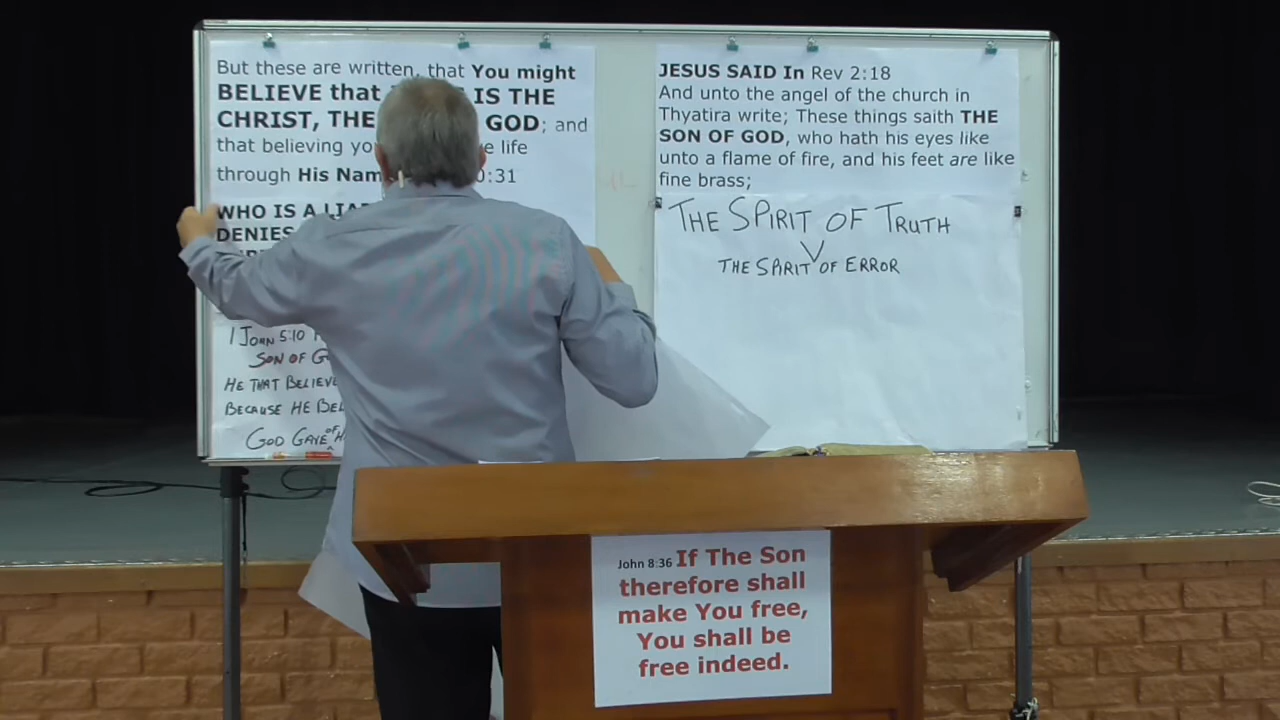 But these are written, that You might
BELIEVE that IS THE
CHRIST, THE GOD; and
that believing life
through His 0:31
WHO IS A
DENIES
1 JOHN 5:10
SON OF
HE THAT
BECAUSE HE
GOD GAVE of
JESUS SAID In Rev 2:18
And unto the angel of the church in
Thyatira write; These things saith THE
SON OF GOD, who hath his eyes like
unto a flame of fire, and his feet are like
fine brass;
THE SPIRIT OF TRUTH
V
THE SPIRIT OF ERROR
John 8:36 If The Son
therefore shall
make You free,
You shall be
free indeed.